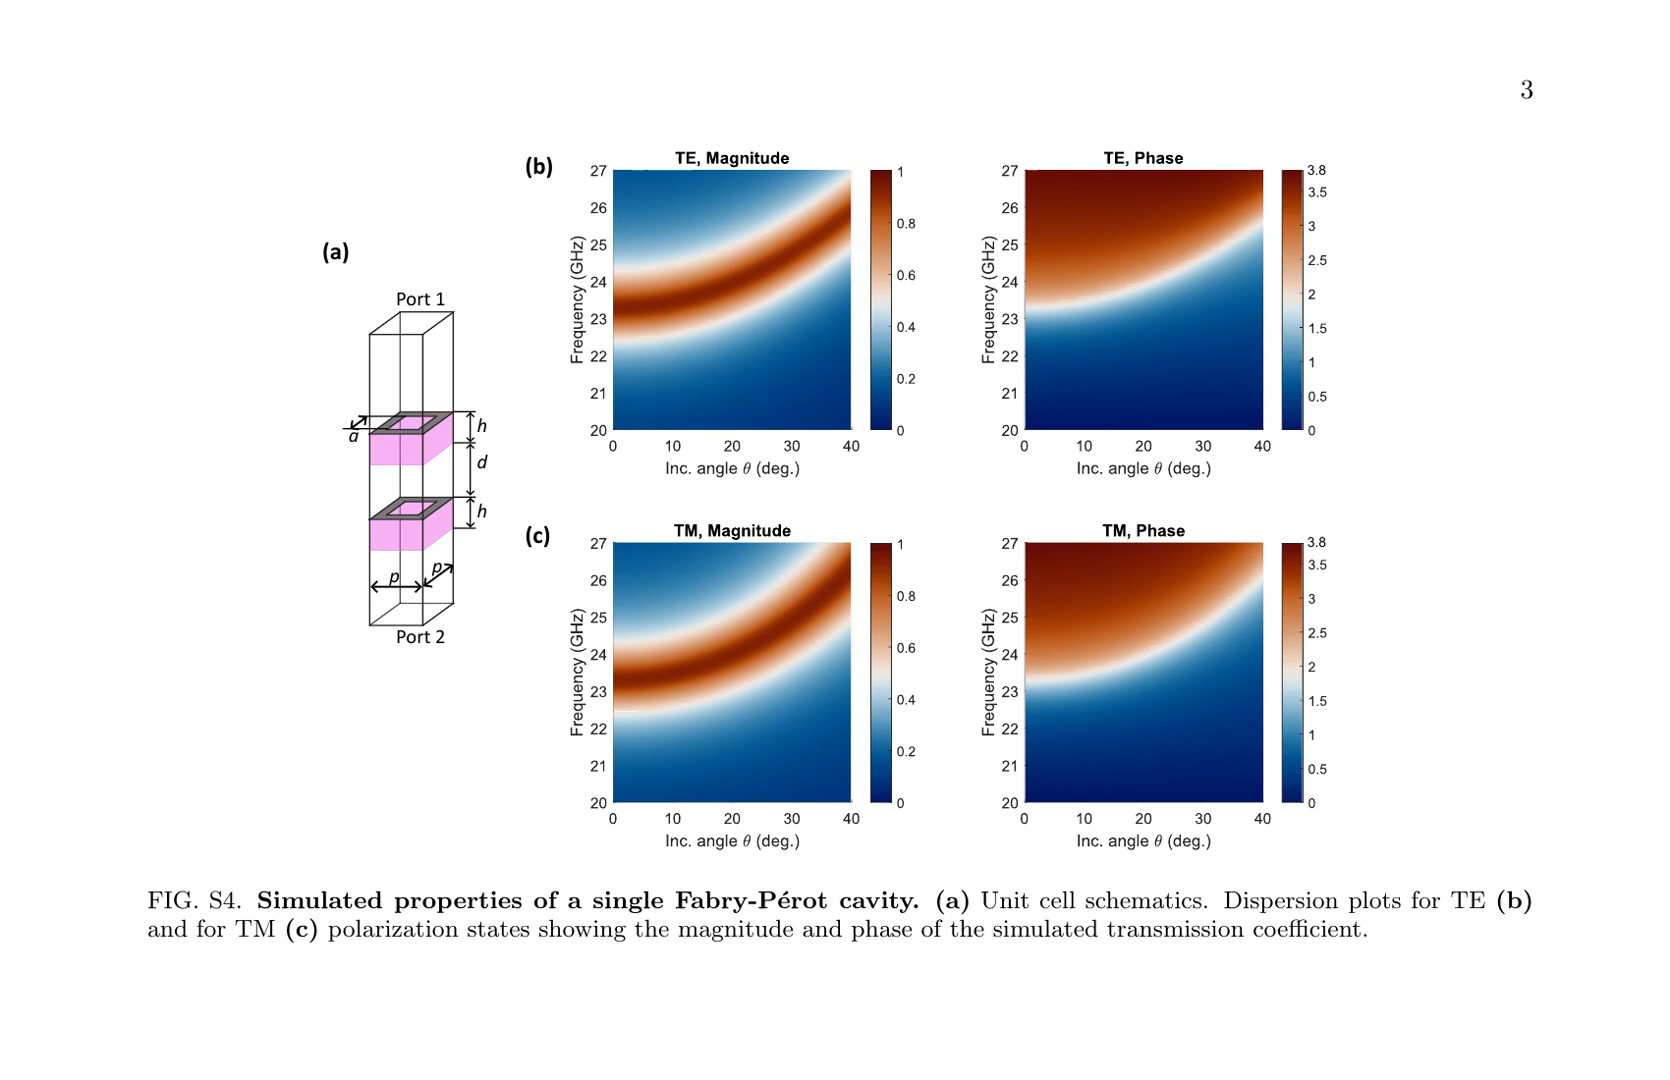 3
(a)
Port 1
a
h
d
h
p
p
Port 2
(b)
TE, Magnitude
27
26
25
24
23
22
21
20
Frequency (GHz)
0 10 20 30 40
Inc. angle θ (deg.)
1
0.8
0.6
0.4
0.2
0
TE, Phase
27
26
25
24
23
22
21
20
Frequency (GHz)
0 10 20 30 40
Inc. angle θ (deg.)
3.8
3.5
3
2.5
2
1.5
1
0.5
0
(c)
TM, Magnitude
27
26
25
24
23
22
21
20
Frequency (GHz)
0 10 20 30 40
Inc. angle θ (deg.)
1
0.8
0.6
0.4
0.2
0
TM, Phase
27
26
25
24
23
22
21
20
Frequency (GHz)
0 10 20 30 40
Inc. angle θ (deg.)
3.8
3.5
3
2.5
2
1.5
1
0.5
0
FIG. S4. Simulated properties of a single Fabry-Pérot cavity. (a) Unit cell schematics. Dispersion plots for TE (b)
and for TM (c) polarization states showing the magnitude and phase of the simulated transmission coefficient.